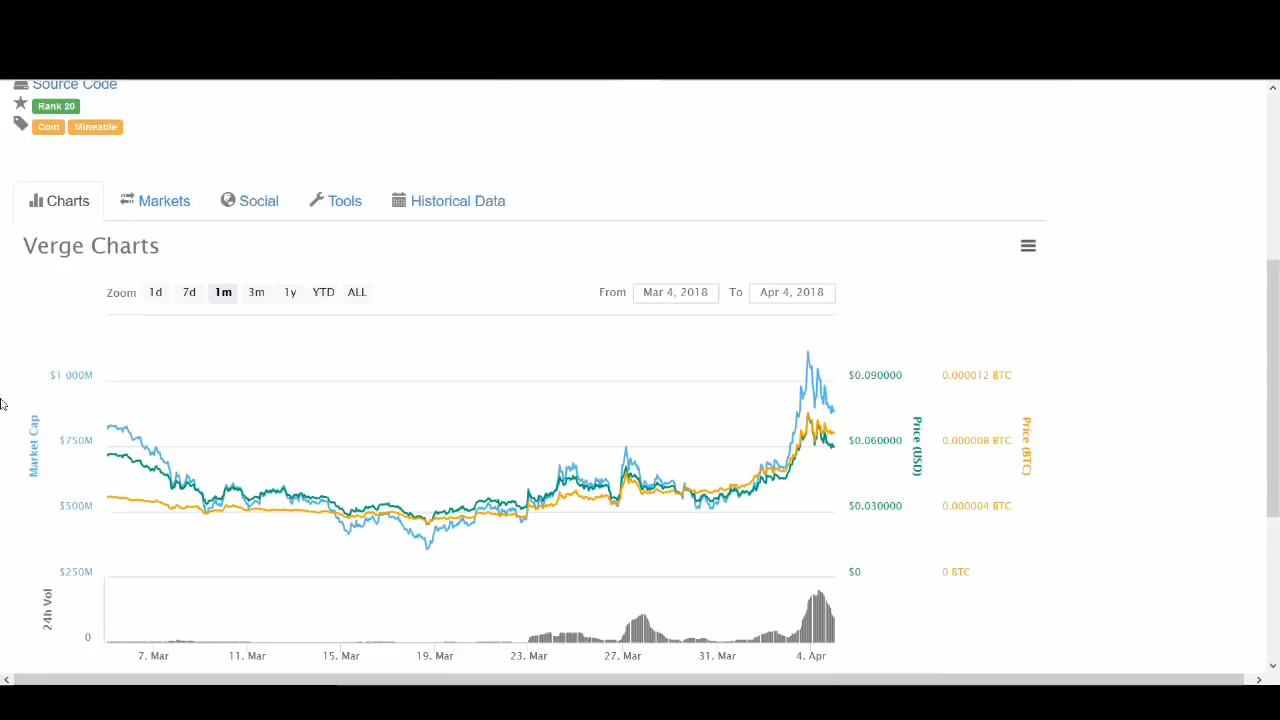 Source Code
Rank 20
Coin Mineable
Charts Markets Social Tools Historical Data
Verge Charts
Zoom 1d 7d 1m 3m 1y YTD ALL From Mar 4, 2018 To Apr 4, 2018
$1 000M $0.090000 0.000012 BTC
$750M $0.060000 0.000008 BTC
$500M $0.030000 0.000004 BTC
$250M $0 0 BTC
Market Cap
Price (USD)
Price (BTC)
24h Vol
0
7. Mar 11. Mar 15. Mar 19. Mar 23. Mar 27. Mar 31. Mar 4. Apr